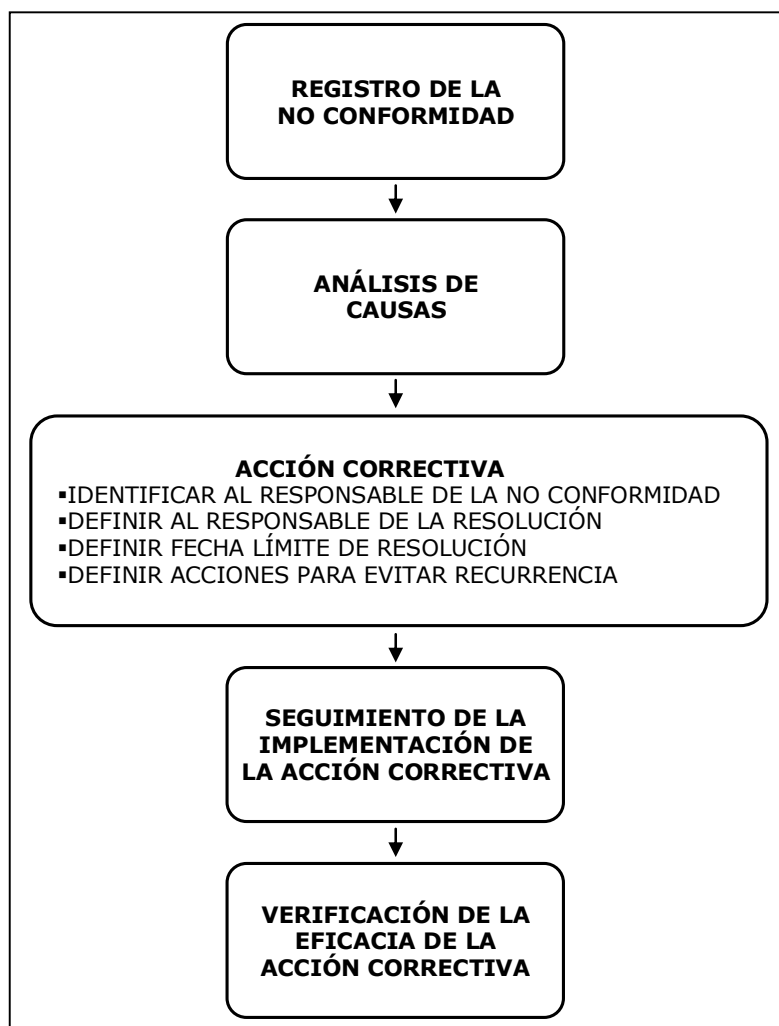 REGISTRO DE LA
NO CONFORMIDAD
ANÁLISIS DE
CAUSAS
ACCIÓN CORRECTIVA
▪IDENTIFICAR AL RESPONSABLE DE LA NO CONFORMIDAD
▪DEFINIR AL RESPONSABLE DE LA RESOLUCIÓN
▪DEFINIR FECHA LÍMITE DE RESOLUCIÓN
▪DEFINIR ACCIONES PARA EVITAR RECURRENCIA
SEGUIMIENTO DE LA
IMPLEMENTACIÓN DE
LA ACCIÓN CORRECTIVA
VERIFICACIÓN DE LA
EFICACIA DE LA
ACCIÓN CORRECTIVA